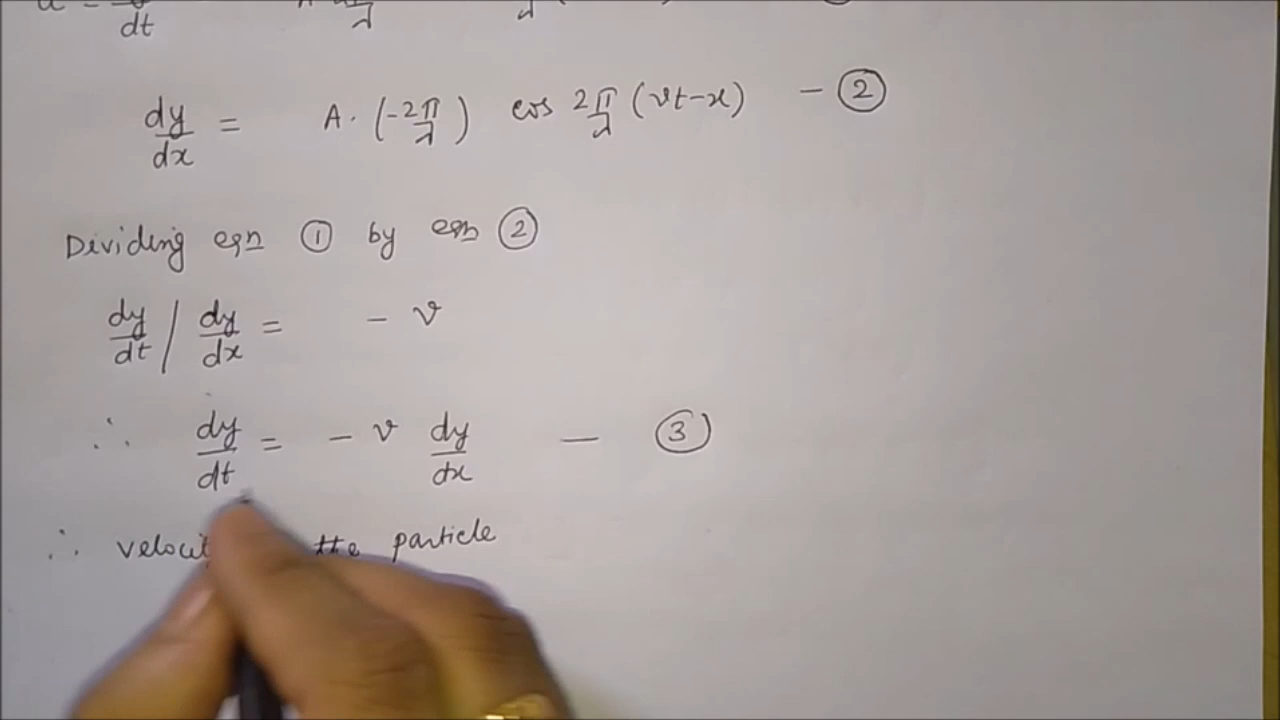 dt λ λ
dy/dx = A. (-2π/λ) cos 2π/λ (vt-x) - ②
Dividing eqn ① by eqn ②
dy/dt / dy/dx = - v
∴ dy/dt = - v dy/dx — ③
∴ the particle